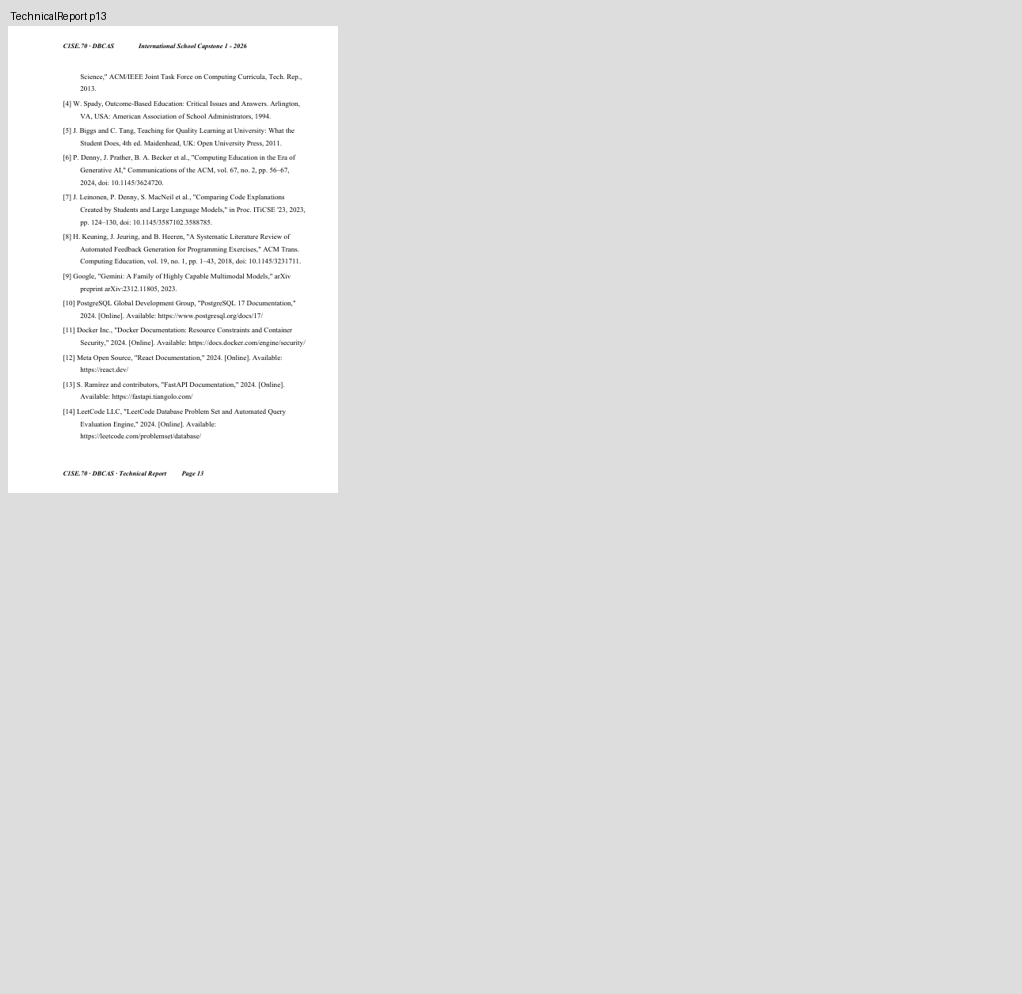 TechnicalReport p13
CISE.70 · DBCAS International School Capstone 1 - 2026
Science," ACM/IEEE Joint Task Force on Computing Curricula, Tech. Rep.,
2013.
[4] W. Spady, Outcome-Based Education: Critical Issues and Answers. Arlington,
VA, USA: American Association of School Administrators, 1994.
[5] J. Biggs and C. Tang, Teaching for Quality Learning at University: What the
Student Does, 4th ed. Maidenhead, UK: Open University Press, 2011.
[6] P. Denny, J. Prather, B. A. Becker et al., "Computing Education in the Era of
Generative AI," Communications of the ACM, vol. 67, no. 2, pp. 56–67,
2024, doi: 10.1145/3624720.
[7] J. Leinonen, P. Denny, S. MacNeil et al., "Comparing Code Explanations
Created by Students and Large Language Models," in Proc. ITiCSE '23, 2023,
pp. 124–130, doi: 10.1145/3587102.3588785.
[8] H. Keuning, J. Jeuring, and B. Heeren, "A Systematic Literature Review of
Automated Feedback Generation for Programming Exercises," ACM Trans.
Computing Education, vol. 19, no. 1, pp. 1–43, 2018, doi: 10.1145/3231711.
[9] Google, "Gemini: A Family of Highly Capable Multimodal Models," arXiv
preprint arXiv:2312.11805, 2023.
[10] PostgreSQL Global Development Group, "PostgreSQL 17 Documentation,"
2024. [Online]. Available: https://www.postgresql.org/docs/17/
[11] Docker Inc., "Docker Documentation: Resource Constraints and Container
Security," 2024. [Online]. Available: https://docs.docker.com/engine/security/
[12] Meta Open Source, "React Documentation," 2024. [Online]. Available:
https://react.dev/
[13] S. Ramírez and contributors, "FastAPI Documentation," 2024. [Online].
Available: https://fastapi.tiangolo.com/
[14] LeetCode LLC, "LeetCode Database Problem Set and Automated Query
Evaluation Engine," 2024. [Online]. Available:
https://leetcode.com/problemset/database/
CISE.70 · DBCAS · Technical Report Page 13